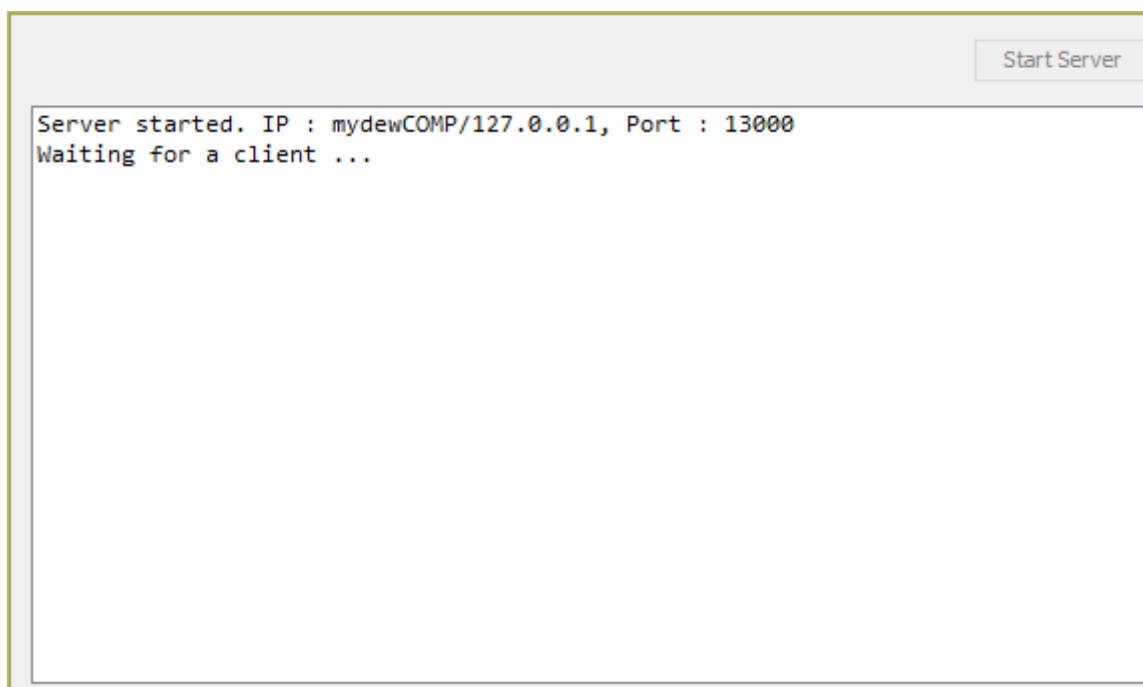 Start Server
Server started. IP : mydewCOMP/127.0.0.1, Port : 13000
Waiting for a client ...